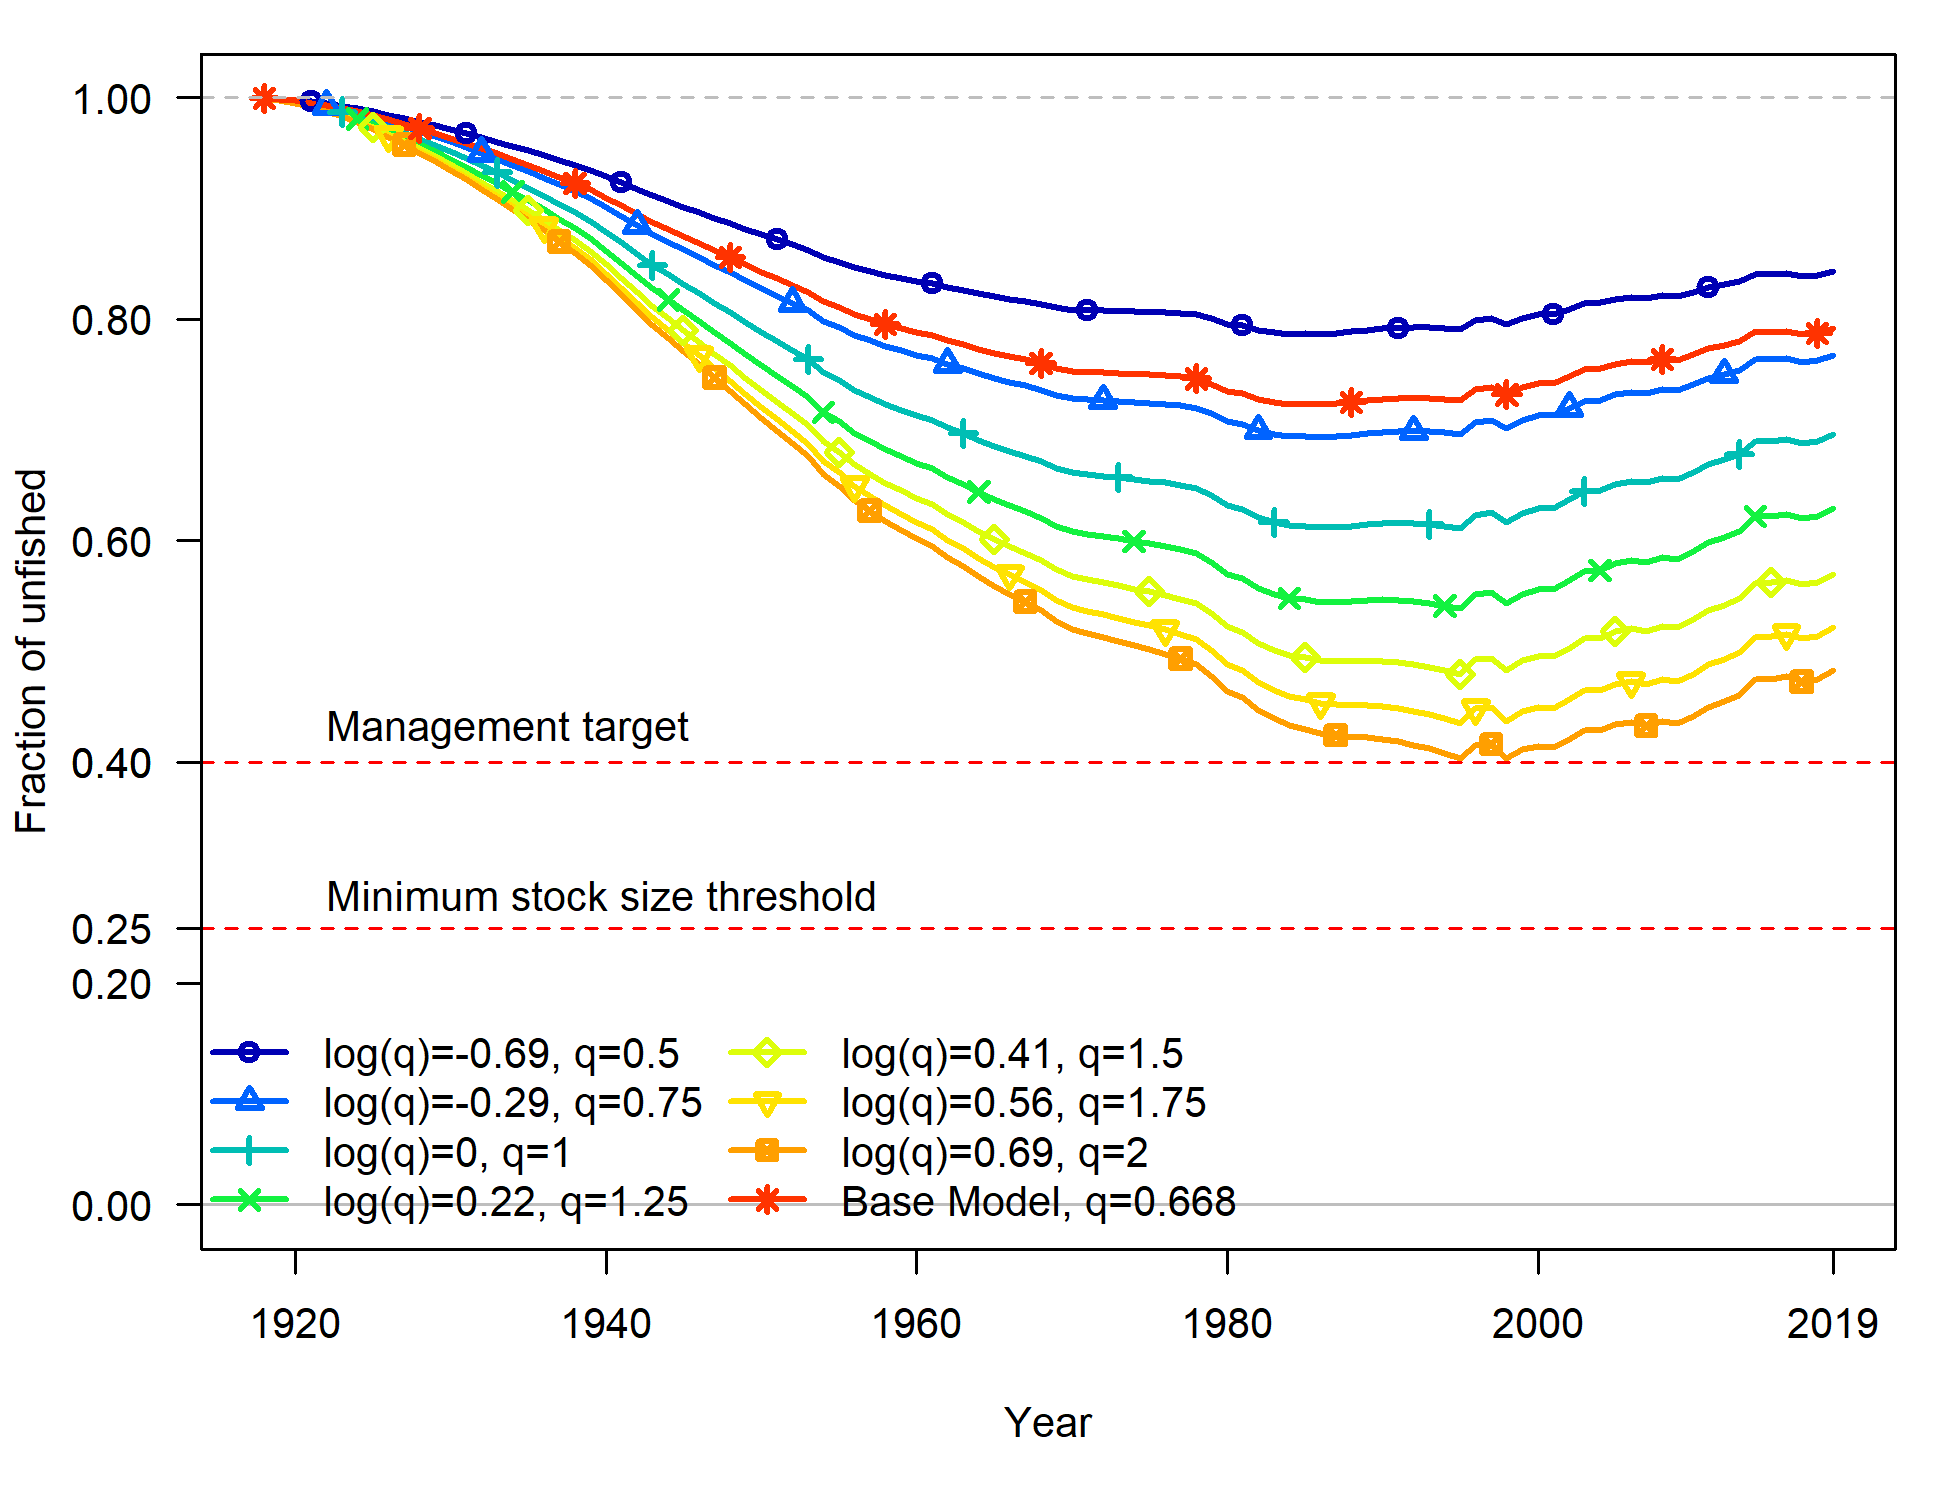 Fraction of unfished
1.00
0.80
0.60
0.40
0.25
0.20
0.00
Management target
Minimum stock size threshold
log(q)=-0.69, q=0.5
log(q)=-0.29, q=0.75
log(q)=0, q=1
log(q)=0.22, q=1.25
log(q)=0.41, q=1.5
log(q)=0.56, q=1.75
log(q)=0.69, q=2
Base Model, q=0.668
1920 1940 1960 1980 2000 2019
Year